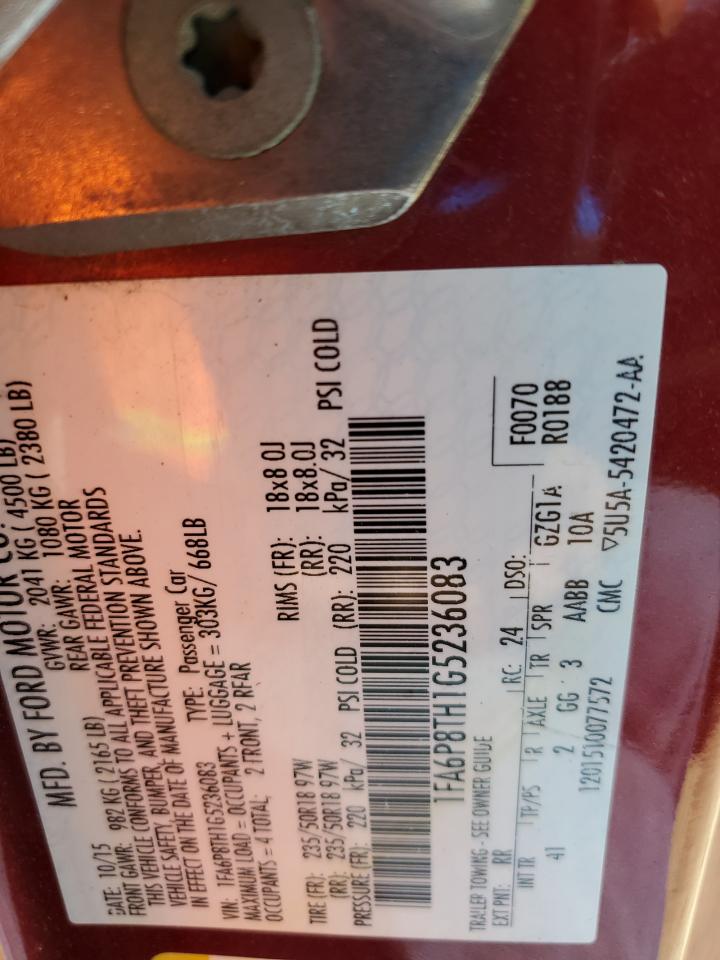 MFD. BY FORD MOTOR CO.
DATE: 10/15 GVWR: 2041 KG ( 4500 LB)
FRONT GAWR: 982 KG ( 2165LB) REAR GAWR: 1080 KG ( 2380 LB)
THIS VEHICLE CONFORMS TO ALL APPLICABLE FEDERAL MOTOR
VEHICLE SAFETY, BUMPER, AND THEFT PREVENTION STANDARDS
IN EFFECT ON THE DATE OF MANUFACTURE SHOWN ABOVE.
VIN: 1FA6P8TH1G5236083 TYPE: Passenger Car
MAXIMUM LOAD = OCCUPANTS + LUGGAGE = 303KG/ 668LB
OCCUPANTS = 4 TOTAL: 2 FRONT, 2 REAR
TIRE (FR): 235/50R18 97W RIMS (FR): 18x8.0J
(RR): 235/50R18 97W (RR): 18x8.0J
PRESSURE (FR): 220 kPa/ 32 PSI COLD (RR): 220 kPa/ 32 PSI COLD
1FA6P8TH1G5236083
TRAILER TOWING - SEE OWNER GUIDE
EXT PNT: RR RC: 24 DSO: F0070
INT TR TP/PS R AXLE TR SPR GZG1A R0188
41 2 GG 3 AABB 10A
1201510077572 CMC ▽5U5A-5420472-AA